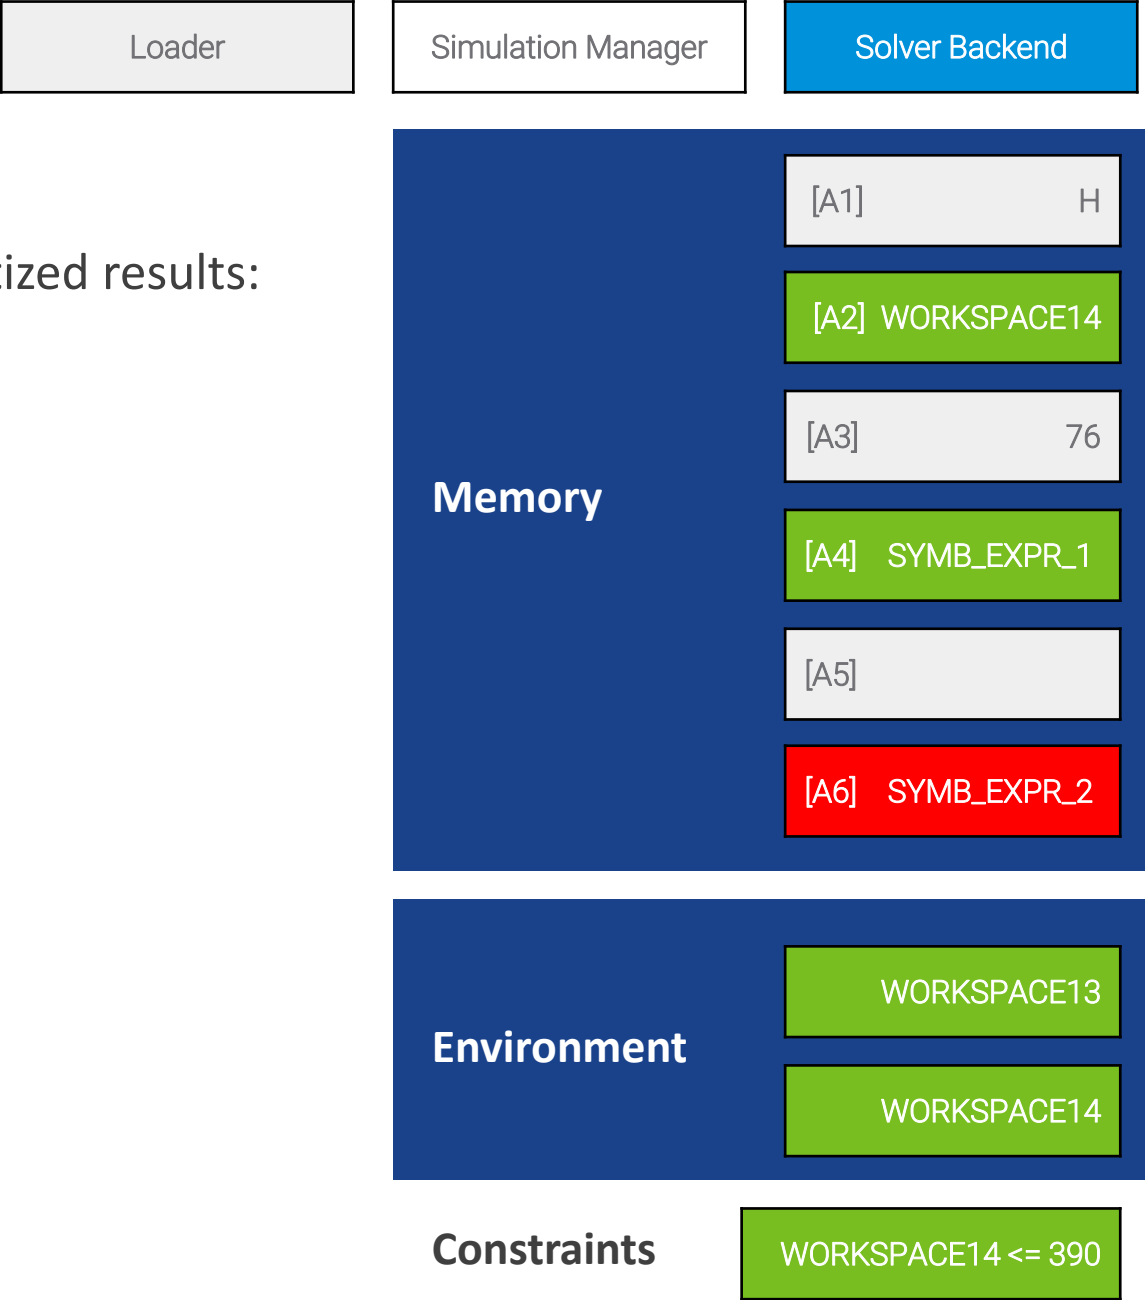 Loader
Simulation Manager
Solver Backend
[A1] H
tized results:
[A2] WORKSPACE14
[A3] 76
Memory
[A4] SYMB_EXPR_1
[A5]
[A6] SYMB_EXPR_2
WORKSPACE13
Environment
WORKSPACE14
Constraints
WORKSPACE14 <= 390